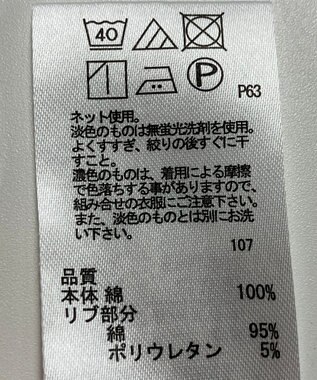 40
P
P63
ネット使用。
淡色のものは無蛍光洗剤を使用。
よくすすぎ、絞りの後すぐに干
すこと。
濃色のものは、着用による摩擦
で色落ちする事がありますので、
組み合せの衣服にご注意下さい。
また、淡色のものとは別にお洗
い下さい。
107
品質
本体 綿 100%
リブ部分
綿 95%
ポリウレタン 5%